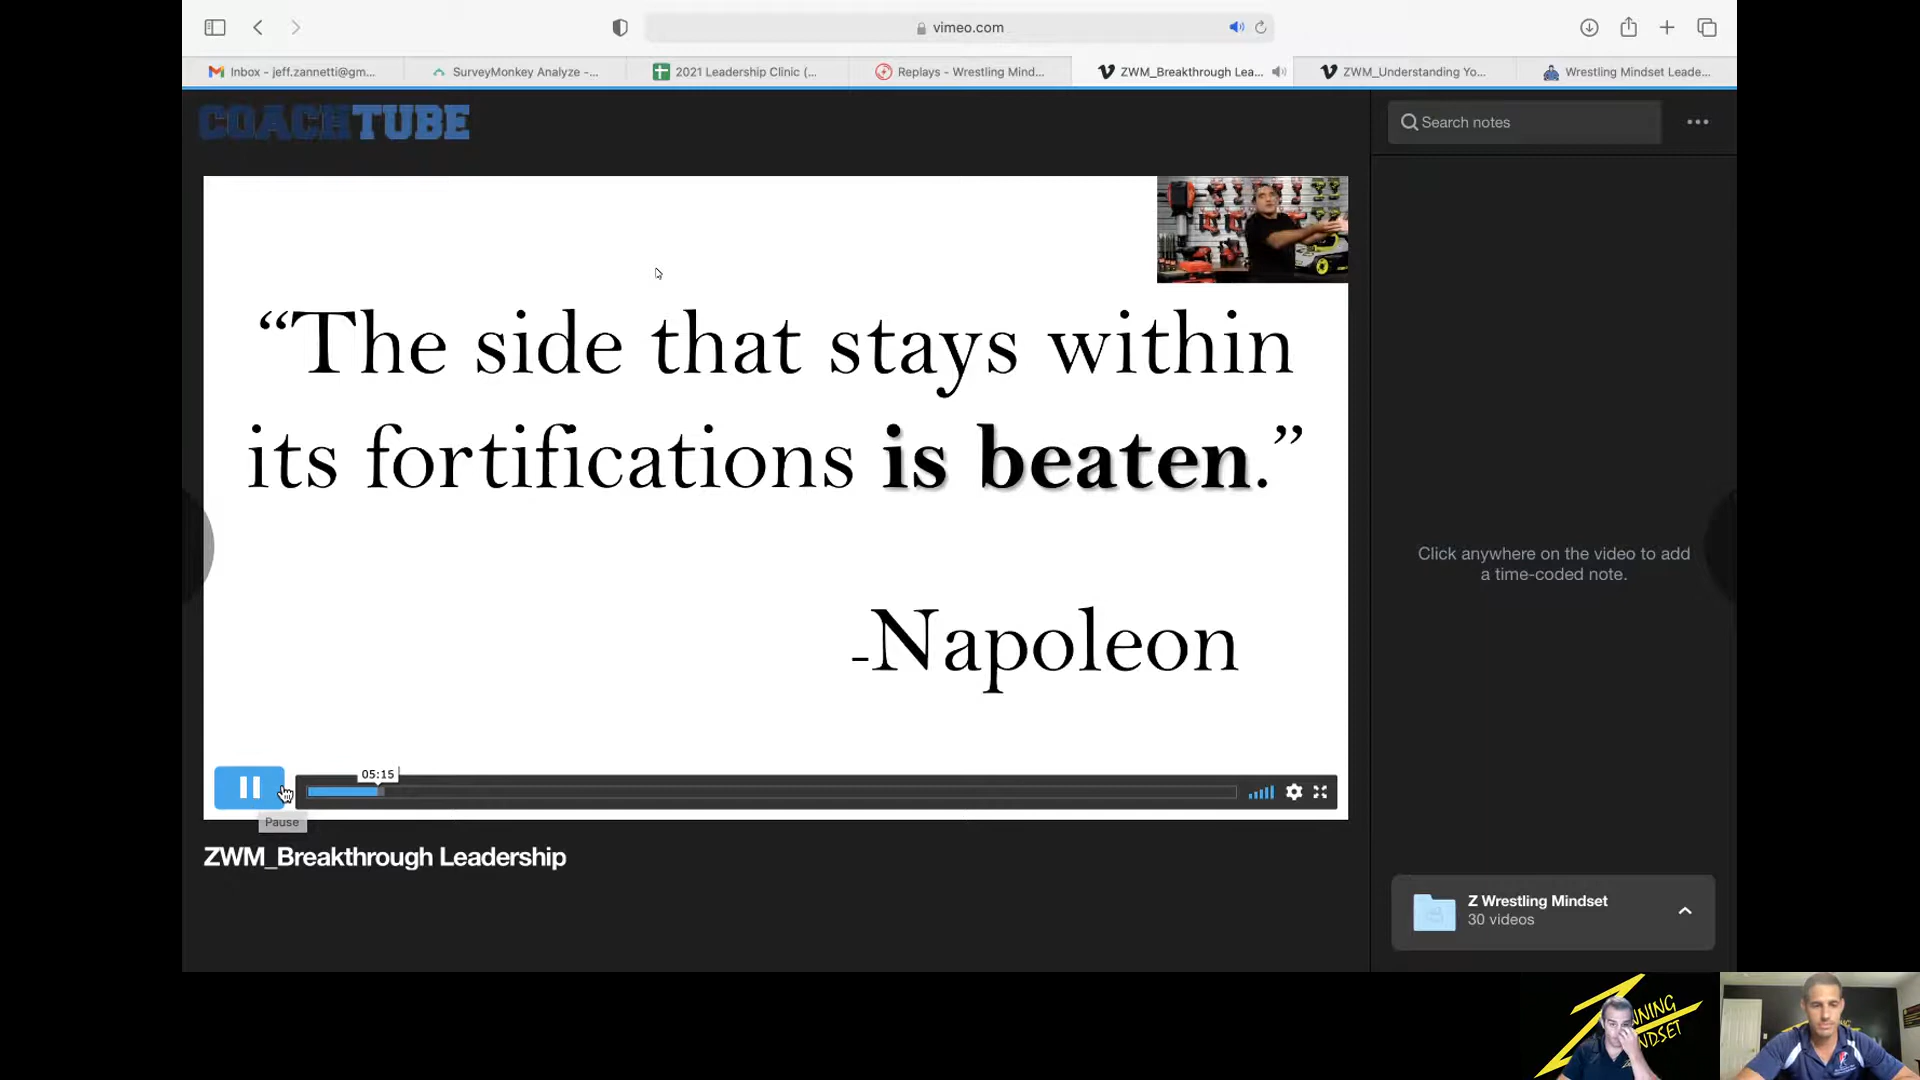 vimeo.com
Inbox - jeff.zannetti@gm...
SurveyMonkey Analyze -...
2021 Leadership Clinic (...
Replays - Wrestling Mind...
ZWM_Breakthrough Lea...
ZWM_Understanding Yo...
Wrestling Mindset Leade...
COACHTUBE
Search notes
“The side that stays within
its fortifications is beaten.”
-Napoleon
Click anywhere on the video to add
a time-coded note.
05:15
Pause
ZWM_Breakthrough Leadership
Z Wrestling Mindset
30 videos